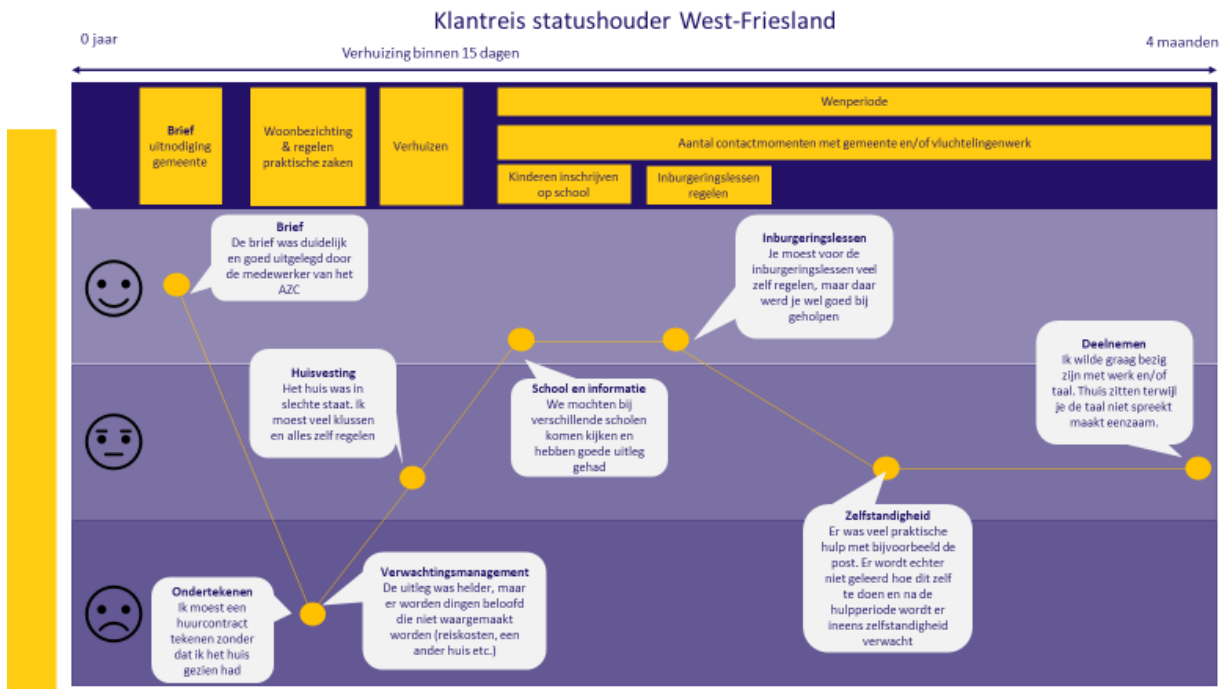 Klantreis statushouder West-Friesland
0 jaar
Verhuizing binnen 15 dagen
4 maanden
Brief
uitnodiging
gemeente
Woonbezichting
& regelen
praktische zaken
Verhuizen
Wenperiode
Aantal contactmomenten met gemeente en/of vluchtelingenwerk
Kinderen inschrijven
op school
Inburgeringslessen
regelen
Brief
De brief was duidelijk
en goed uitgelegd door
de medewerker van het
AZC
Inburgeringslessen
Je moest voor de
inburgeringslessen veel
zelf regelen, maar daar
werd je wel goed bij
geholpen
Huisvesting
Het huis was in
slechte staat. Ik
moest veel klussen
en alles zelf regelen
School en informatie
We mochten bij
verschillende scholen
komen kijken en
hebben goede uitleg
gehad
Deelnemen
Ik wilde graag bezig
zijn met werk en/of
taal. Thuis zitten terwijl
je de taal niet spreekt
maakt eenzaam.
Ondertekenen
Ik moest een
huurcontract
tekenen zonder
dat ik het huis
gezien had
Verwachtingsmanagement
De uitleg was helder, maar
er worden dingen beloofd
die niet waargemaakt
worden (reiskosten, een
ander huis etc.)
Zelfstandigheid
Er was veel praktische
hulp met bijvoorbeeld de
post. Er wordt echter
niet geleerd hoe dit zelf
te doen en na de
hulpperiode wordt er
ineens zelfstandigheid
verwacht